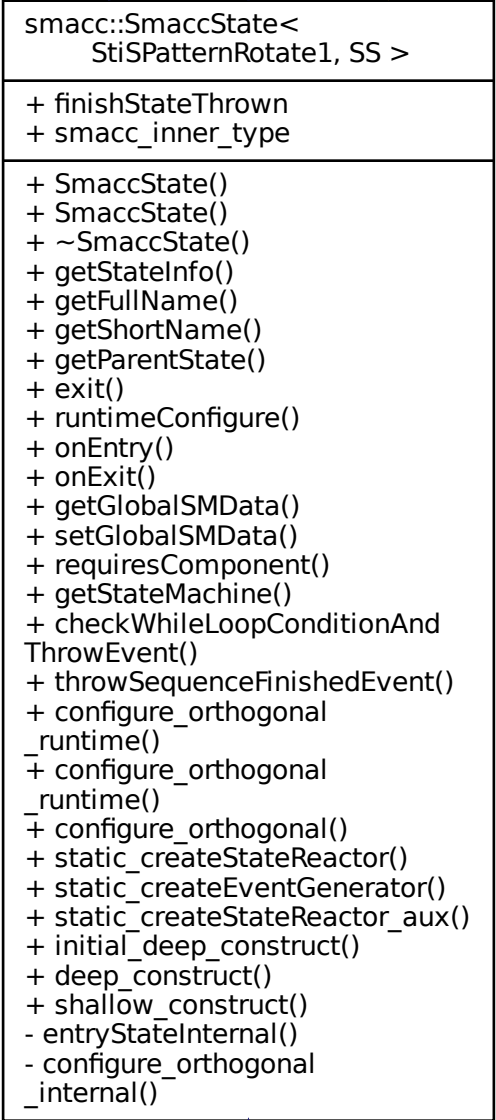 smacc::SmaccState<
StiSPatternRotate1, SS >
+ finishStateThrown
+ smacc_inner_type
+ SmaccState()
+ SmaccState()
+ ~SmaccState()
+ getStateInfo()
+ getFullName()
+ getShortName()
+ getParentState()
+ exit()
+ runtimeConfigure()
+ onEntry()
+ onExit()
+ getGlobalSMData()
+ setGlobalSMData()
+ requiresComponent()
+ getStateMachine()
+ checkWhileLoopConditionAnd
ThrowEvent()
+ throwSequenceFinishedEvent()
+ configure_orthogonal
_runtime()
+ configure_orthogonal
_runtime()
+ configure_orthogonal()
+ static_createStateReactor()
+ static_createEventGenerator()
+ static_createStateReactor_aux()
+ initial_deep_construct()
+ deep_construct()
+ shallow_construct()
- entryStateInternal()
- configure_orthogonal
_internal()